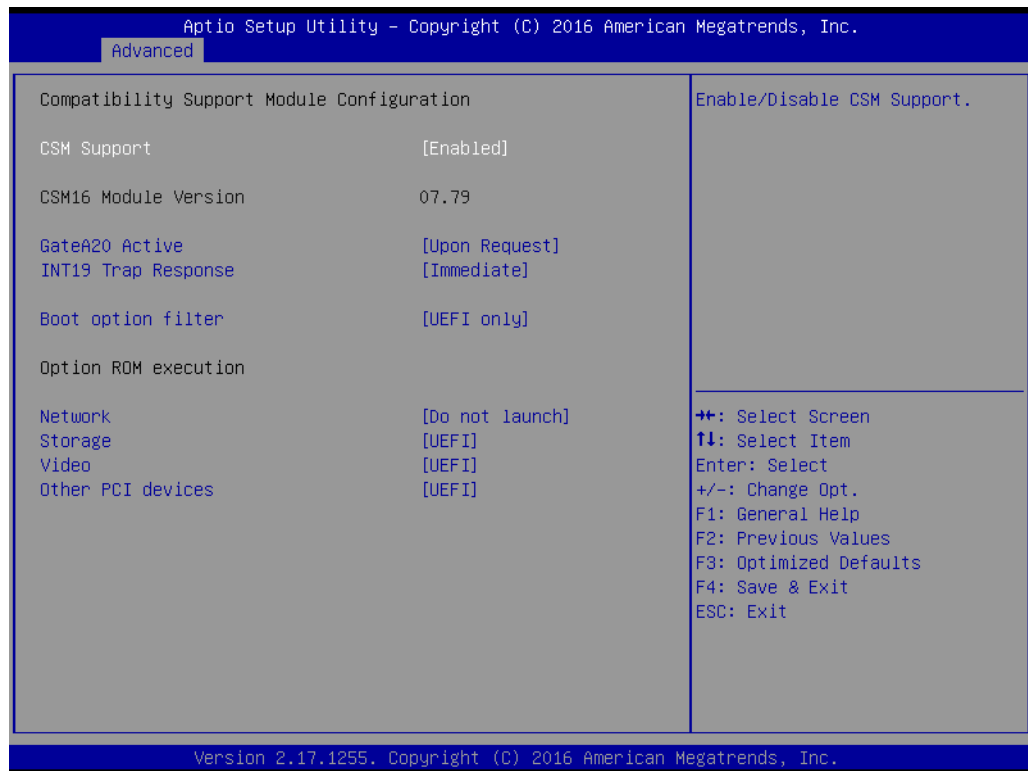 Aptio Setup Utility – Copyright (C) 2016 American Megatrends, Inc.
Advanced
Compatibility Support Module Configuration
CSM Support [Enabled]
CSM16 Module Version 07.79
GateA20 Active [Upon Request]
INT19 Trap Response [Immediate]
Boot option filter [UEFI only]
Option ROM execution
Network [Do not launch]
Storage [UEFI]
Video [UEFI]
Other PCI devices [UEFI]
Enable/Disable CSM Support.
→←: Select Screen
↑↓: Select Item
Enter: Select
+/-: Change Opt.
F1: General Help
F2: Previous Values
F3: Optimized Defaults
F4: Save & Exit
ESC: Exit
Version 2.17.1255. Copyright (C) 2016 American Megatrends, Inc.